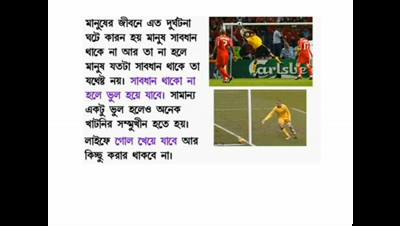 মানুষের জীবনে এত দুর্ঘটনা
ঘটে কারন হয় মানুষ সাবধান
থাকে না আর তা না হলে
মানুষ যতটা সাবধান থাকে তা
যথেষ্ট নয়। সাবধান থাকো না
হলে ভুল হয়ে যাবে। সামান্য
একটু ভুল হলেও অনেক
খাটনির সম্মুখীন হতে হয়।
লাইফে গোল খেয়ে যাবে আর
কিচ্ছু করার থাকবে না।
Carlsberg